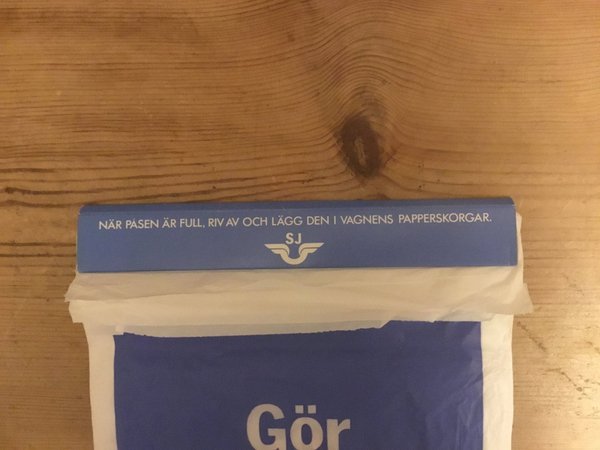 NÄR PÅSEN ÄR FULL, RIV AV OCH LÄGG DEN I VAGNENS PAPPERSKORGAR.
SJ
Gör